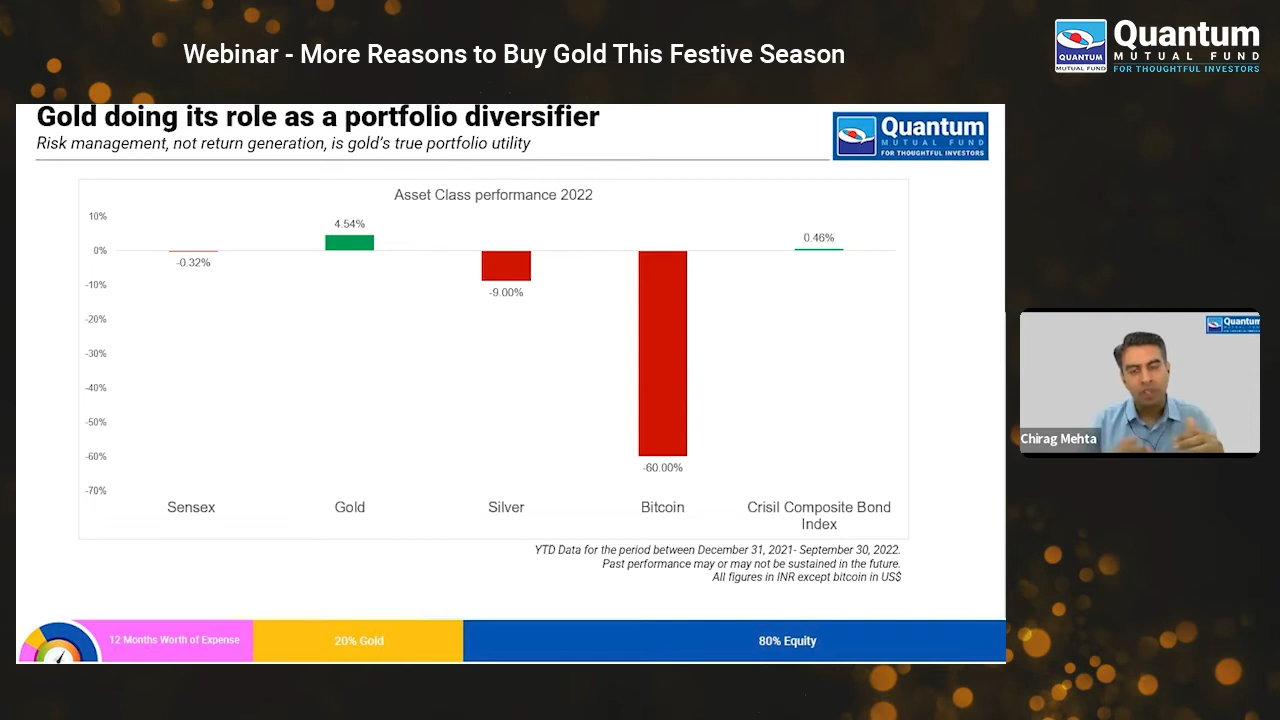 Webinar - More Reasons to Buy Gold This Festive Season
QUANTUM
MUTUAL FUND
Quantum
MUTUAL FUND
FOR THOUGHTFUL INVESTORS
Gold doing its role as a portfolio diversifier
Risk management, not return generation, is gold's true portfolio utility
Quantum
MUTUAL FUND
FOR THOUGHTFUL INVESTORS
Asset Class performance 2022
10%
0%
-10%
-20%
-30%
-40%
-50%
-60%
-70%
-0.32%
4.54%
-9.00%
-60.00%
0.46%
Sensex
Gold
Silver
Bitcoin
Crisil Composite Bond
Index
YTD Data for the period between December 31, 2021- September 30, 2022.
Past performance may or may not be sustained in the future.
All figures in INR except bitcoin in US$
12 Months Worth of Expense
20% Gold
80% Equity
Quantum
Chirag Mehta